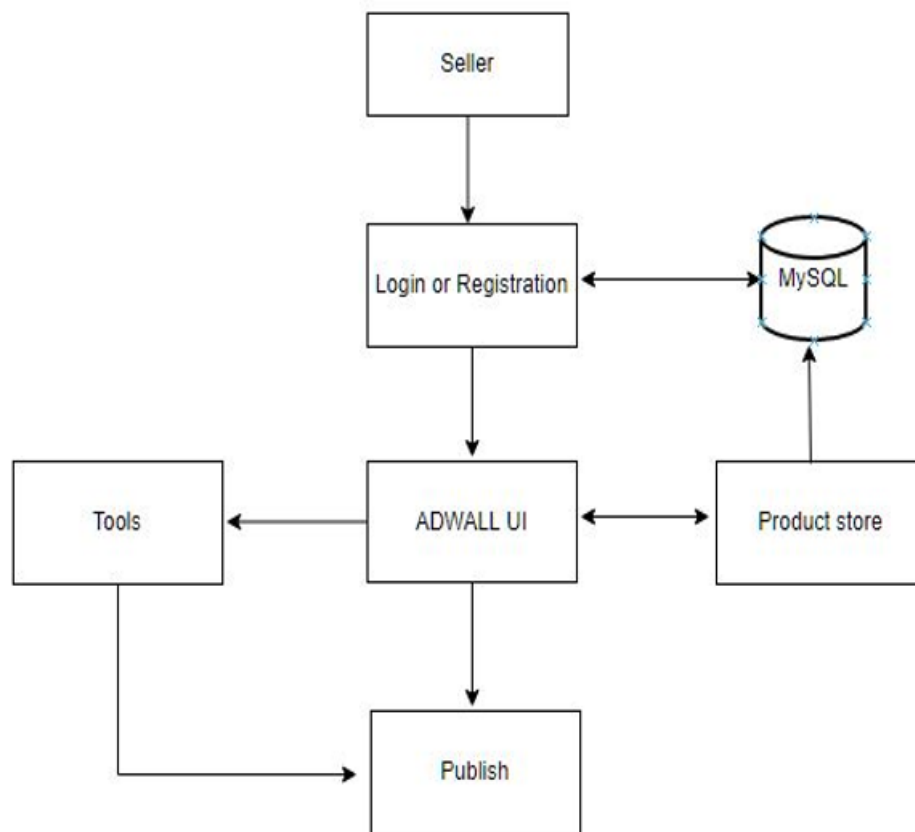 Seller
Login or Registration
MySQL
Tools
ADWALL UI
Product store
Publish